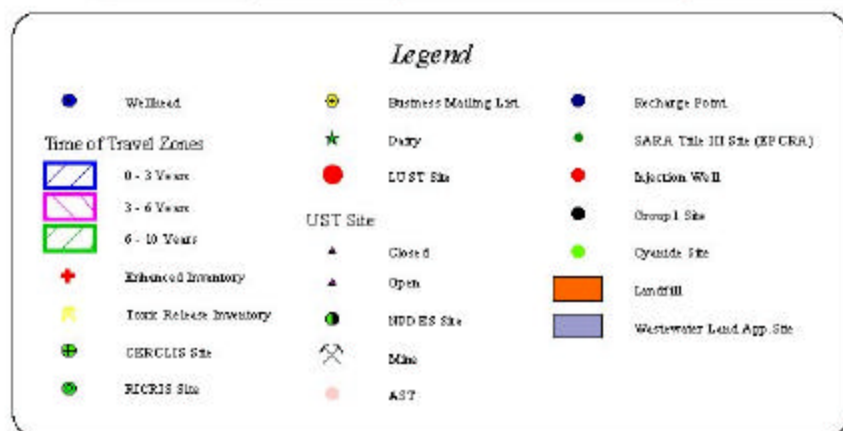 Legend
Wellhead
Time of Travel Zones
0 - 3 Years
3 - 6 Years
6 - 10 Years
Enhanced Inventory
Toxic Release Inventory
CERCLIS Site
RICRIS Site
Business Mailing List
Dairy
LUST Site
UST Site
Closed
Open
NPDES Site
Mine
AST
Recharge Point
SARA Title III Site (EPCRA)
Injection Well
Group 1 Site
Cyanide Site
Landfill
Wastewater Land App. Site